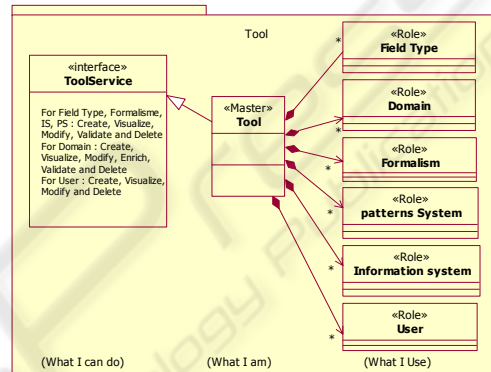 Tool
«interface»
ToolService
For Field Type, Formalisme,
IS, PS : Create, Visualize,
Modify, Validate and Delete
For Domain : Create,
Visualize, Modify, Enrich,
Validate and Delete
For User : Create, Visualize,
Modify and Delete
«Master»
Tool
«Role»
Field Type
*
«Role»
Domain
*
«Role»
Formalism
*
«Role»
patterns System
*
«Role»
Information system
*
«Role»
User
*
(What I can do)
(What I am)
(What I Use)